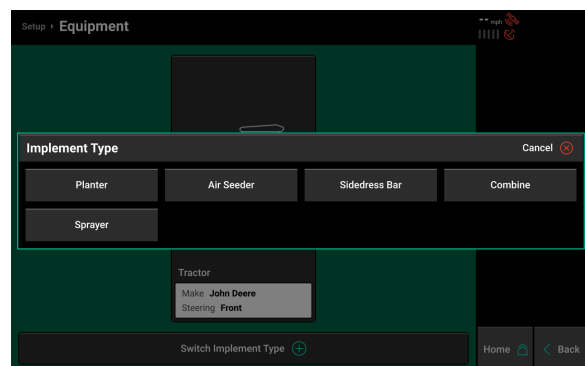 Setup › Equipment
-- mph
Implement Type
Cancel
Planter
Air Seeder
Sidedress Bar
Combine
Sprayer
Tractor
Make John Deere
Steering Front
Switch Implement Type
Home
Back